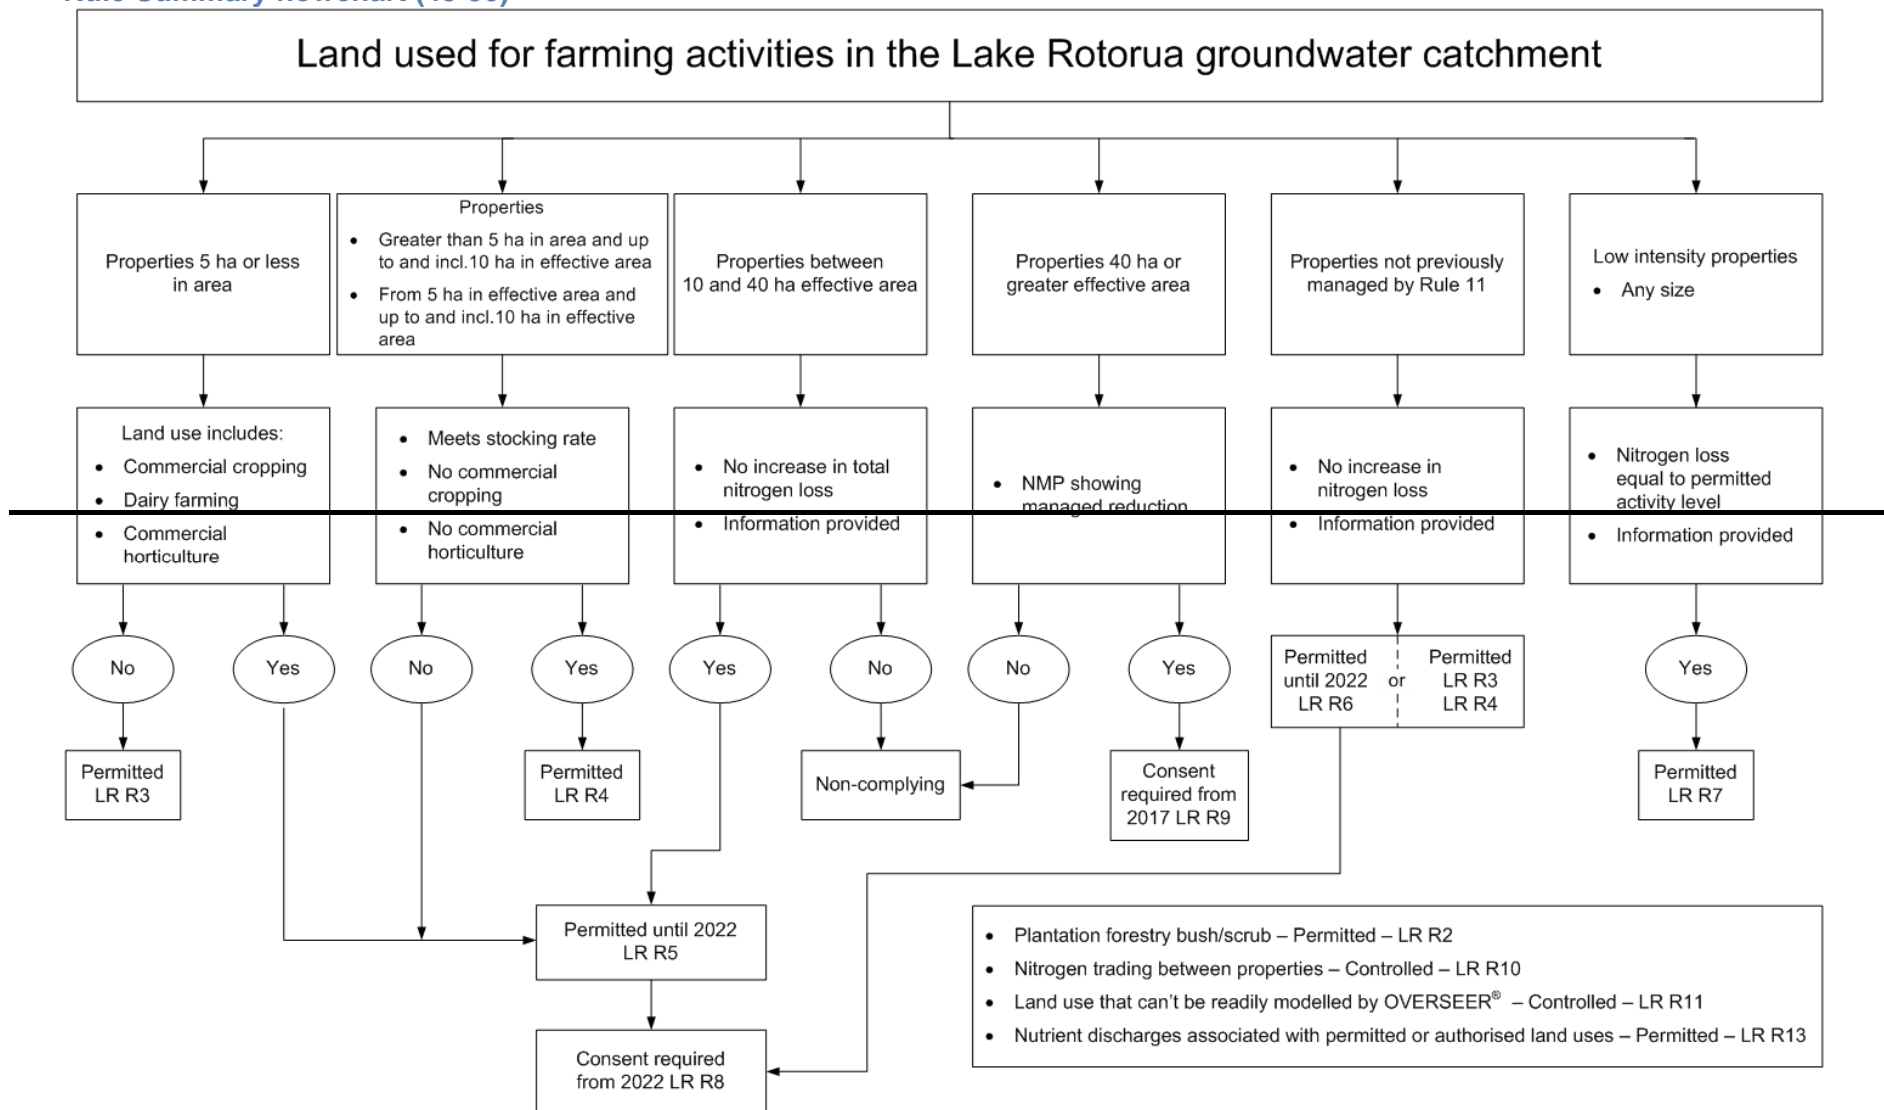 Land used for farming activities in the Lake Rotorua groundwater catchment
Properties 5 ha or less
in area
Properties
• Greater than 5 ha in area and up
to and incl.10 ha in effective area
• From 5 ha in effective area and
up to and incl.10 ha in effective
area
Properties between
10 and 40 ha effective area
Properties 40 ha or
greater effective area
Properties not previously
managed by Rule 11
Low intensity properties
• Any size
Land use includes:
• Commercial cropping
• Dairy farming
• Commercial
horticulture
• Meets stocking rate
• No commercial
cropping
• No commercial
horticulture
• No increase in total
nitrogen loss
• Information provided
• NMP showing
managed reduction
• No increase in
nitrogen loss
• Information provided
• Nitrogen loss
equal to permitted
activity level
• Information provided
No
Yes
No
Yes
Yes
No
No
Yes
Permitted
until 2022
LR R6
or
Permitted
LR R3
LR R4
Yes
Permitted
LR R3
Permitted
LR R4
Non-complying
Consent
required from
2017 LR R9
Permitted
LR R7
Permitted until 2022
LR R5
Consent required
from 2022 LR R8
• Plantation forestry bush/scrub – Permitted – LR R2
• Nitrogen trading between properties – Controlled – LR R10
• Land use that can't be readily modelled by OVERSEER® – Controlled – LR R11
• Nutrient discharges associated with permitted or authorised land uses – Permitted – LR R13